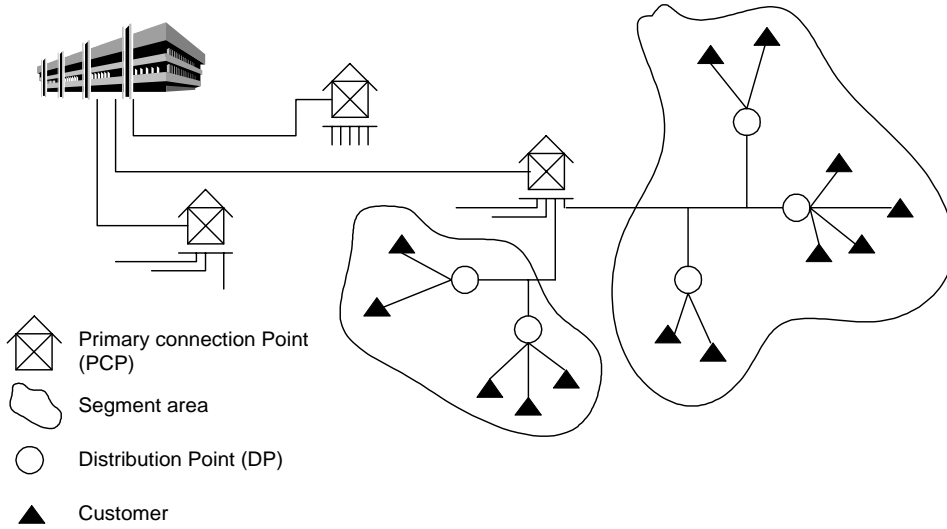 Primary connection Point
(PCP)
Segment area
Distribution Point (DP)
Customer